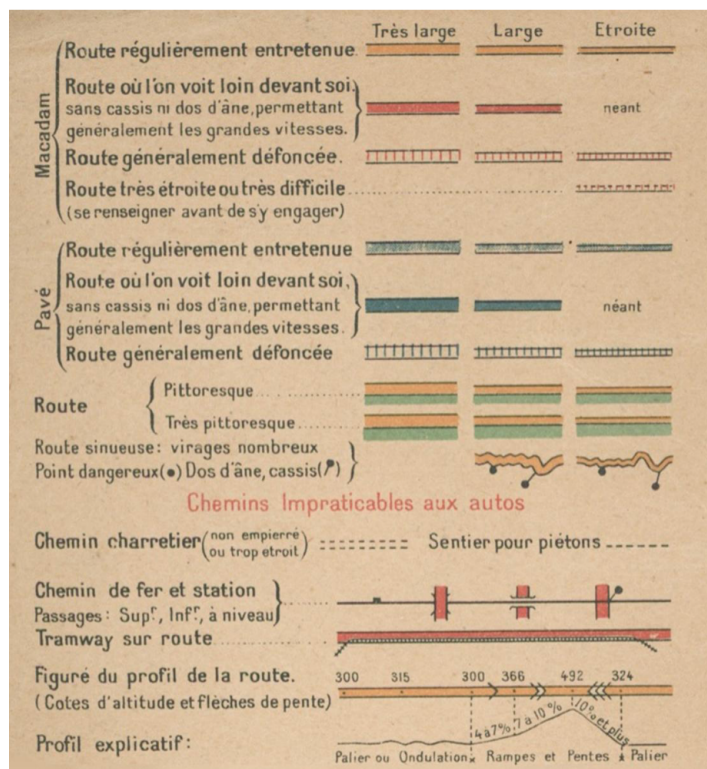 Très large Large Etroite
Macadam
Route régulièrement entretenue
Route où l'on voit loin devant soi,
sans cassis ni dos d'âne, permettant
généralement les grandes vitesses.
neant
Route généralement défoncée.
Route très étroite ou très difficile
(se renseigner avant de s'y engager)
Pavé
Route régulièrement entretenue
Route où l'on voit loin devant soi,
sans cassis ni dos d'âne, permettant
généralement les grandes vitesses.
néant
Route généralement défoncée
Route
Pittoresque
Très pittoresque
Route sinueuse: virages nombreux
Point dangereux(•) Dos d'âne, cassis( )
Chemins Impraticables aux autos
Chemin charretier (non empierré
ou trop etroit)
Sentier pour piétons
Chemin de fer et station
Passages: Supr, Infr, à niveau
Tramway sur route
Figuré du profil de la route.
300 315 300 366 492 324
(Cotes d'altitude et flèches de pente)
4 à 7% 7 à 10% 10% et plus
Profil explicatif:
Palier ou Ondulation Rampes et Pentes Palier